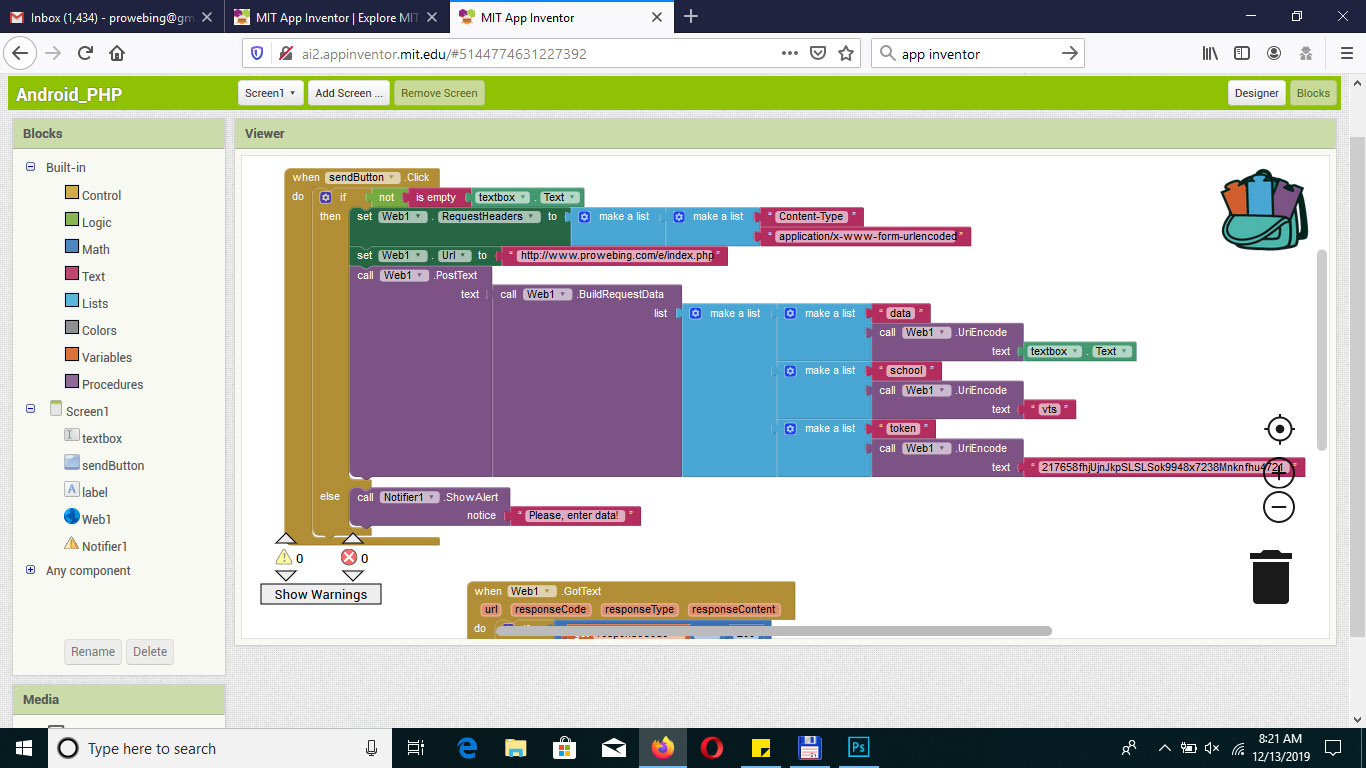 Inbox (1,434) - prowebing@gm
MIT App Inventor | Explore MIT
MIT App Inventor
ai2.appinventor.mit.edu/#5144774631227392
app inventor
Android_PHP
Screen1
Add Screen ...
Remove Screen
Designer
Blocks
Blocks
Viewer
Built-in
Control
Logic
Math
Text
Lists
Colors
Variables
Procedures
Screen1
textbox
sendButton
label
Web1
Notifier1
Any component
Rename
Delete
Media
when sendButton .Click
do if not is empty textbox . Text
then set Web1 . RequestHeaders to make a list make a list " Content-Type "
" application/x-www-form-urlencoded "
set Web1 . Url to " http://www.prowebing.com/e/index.php "
call Web1 .PostText
text call Web1 .BuildRequestData
list make a list make a list " data "
call Web1 .UriEncode
text textbox . Text
make a list " school "
call Web1 .UriEncode
text " vts "
make a list " token "
call Web1 .UriEncode
text "
else call Notifier1 .ShowAlert
notice " Please, enter data! "
0 0
Show Warnings
when Web1 .GotText
url responseCode responseType responseContent
do
Type here to search
8:21 AM
12/13/2019
Ps